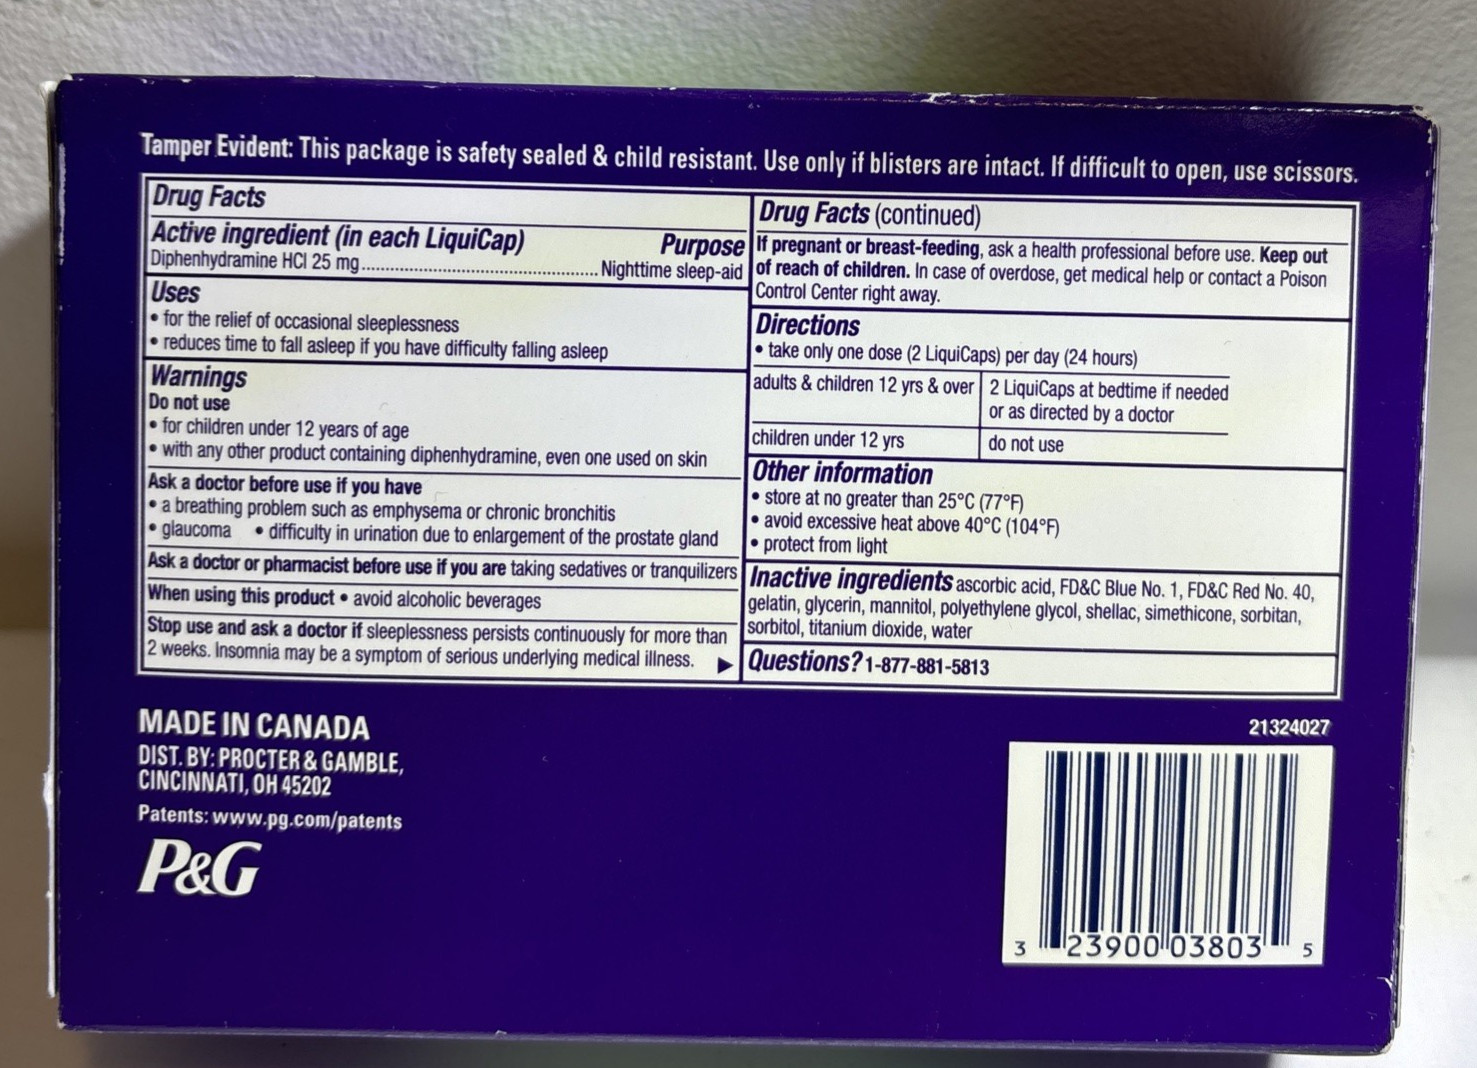 Tamper Evident: This package is safety sealed & child resistant. Use only if blisters are intact. If difficult to open, use scissors.
Drug Facts
Active ingredient (in each LiquiCap) Purpose
Diphenhydramine HCl 25 mg............................................... Nighttime sleep-aid
Uses
• for the relief of occasional sleeplessness
• reduces time to fall asleep if you have difficulty falling asleep
Warnings
Do not use
• for children under 12 years of age
• with any other product containing diphenhydramine, even one used on skin
Ask a doctor before use if you have
• a breathing problem such as emphysema or chronic bronchitis
• glaucoma • difficulty in urination due to enlargement of the prostate gland
Ask a doctor or pharmacist before use if you are taking sedatives or tranquilizers
When using this product • avoid alcoholic beverages
Stop use and ask a doctor if sleeplessness persists continuously for more than
2 weeks. Insomnia may be a symptom of serious underlying medical illness. ▶
Drug Facts (continued)
If pregnant or breast-feeding, ask a health professional before use. Keep out
of reach of children. In case of overdose, get medical help or contact a Poison
Control Center right away.
Directions
• take only one dose (2 LiquiCaps) per day (24 hours)
adults & children 12 yrs & over 2 LiquiCaps at bedtime if needed
or as directed by a doctor
children under 12 yrs do not use
Other information
• store at no greater than 25°C (77°F)
• avoid excessive heat above 40°C (104°F)
• protect from light
Inactive ingredients ascorbic acid, FD&C Blue No. 1, FD&C Red No. 40,
gelatin, glycerin, mannitol, polyethylene glycol, shellac, simethicone, sorbitan,
sorbitol, titanium dioxide, water
Questions? 1-877-881-5813
MADE IN CANADA
DIST. BY: PROCTER & GAMBLE,
CINCINNATI, OH 45202
Patents: www.pg.com/patents
P&G
21324027
3 23900 03803 5